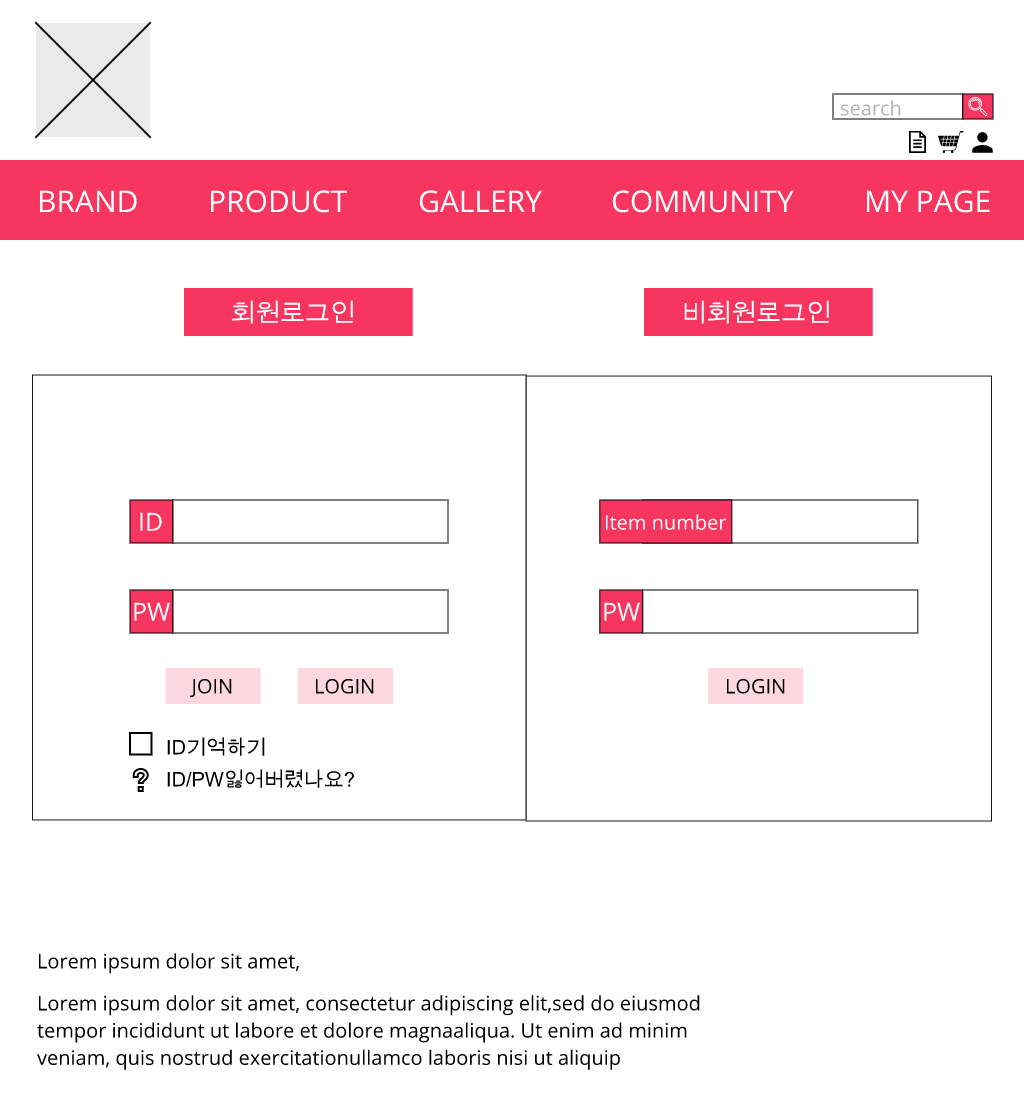 search
BRAND PRODUCT GALLERY COMMUNITY MY PAGE
회원로그인
비회원로그인
ID
PW
JOIN LOGIN
ID기억하기
ID/PW잃어버렸나요?
Item number
PW
LOGIN
Lorem ipsum dolor sit amet,
Lorem ipsum dolor sit amet, consectetur adipiscing elit,sed do eiusmod
tempor incididunt ut labore et dolore magnaaliqua. Ut enim ad minim
veniam, quis nostrud exercitationullamco laboris nisi ut aliquip